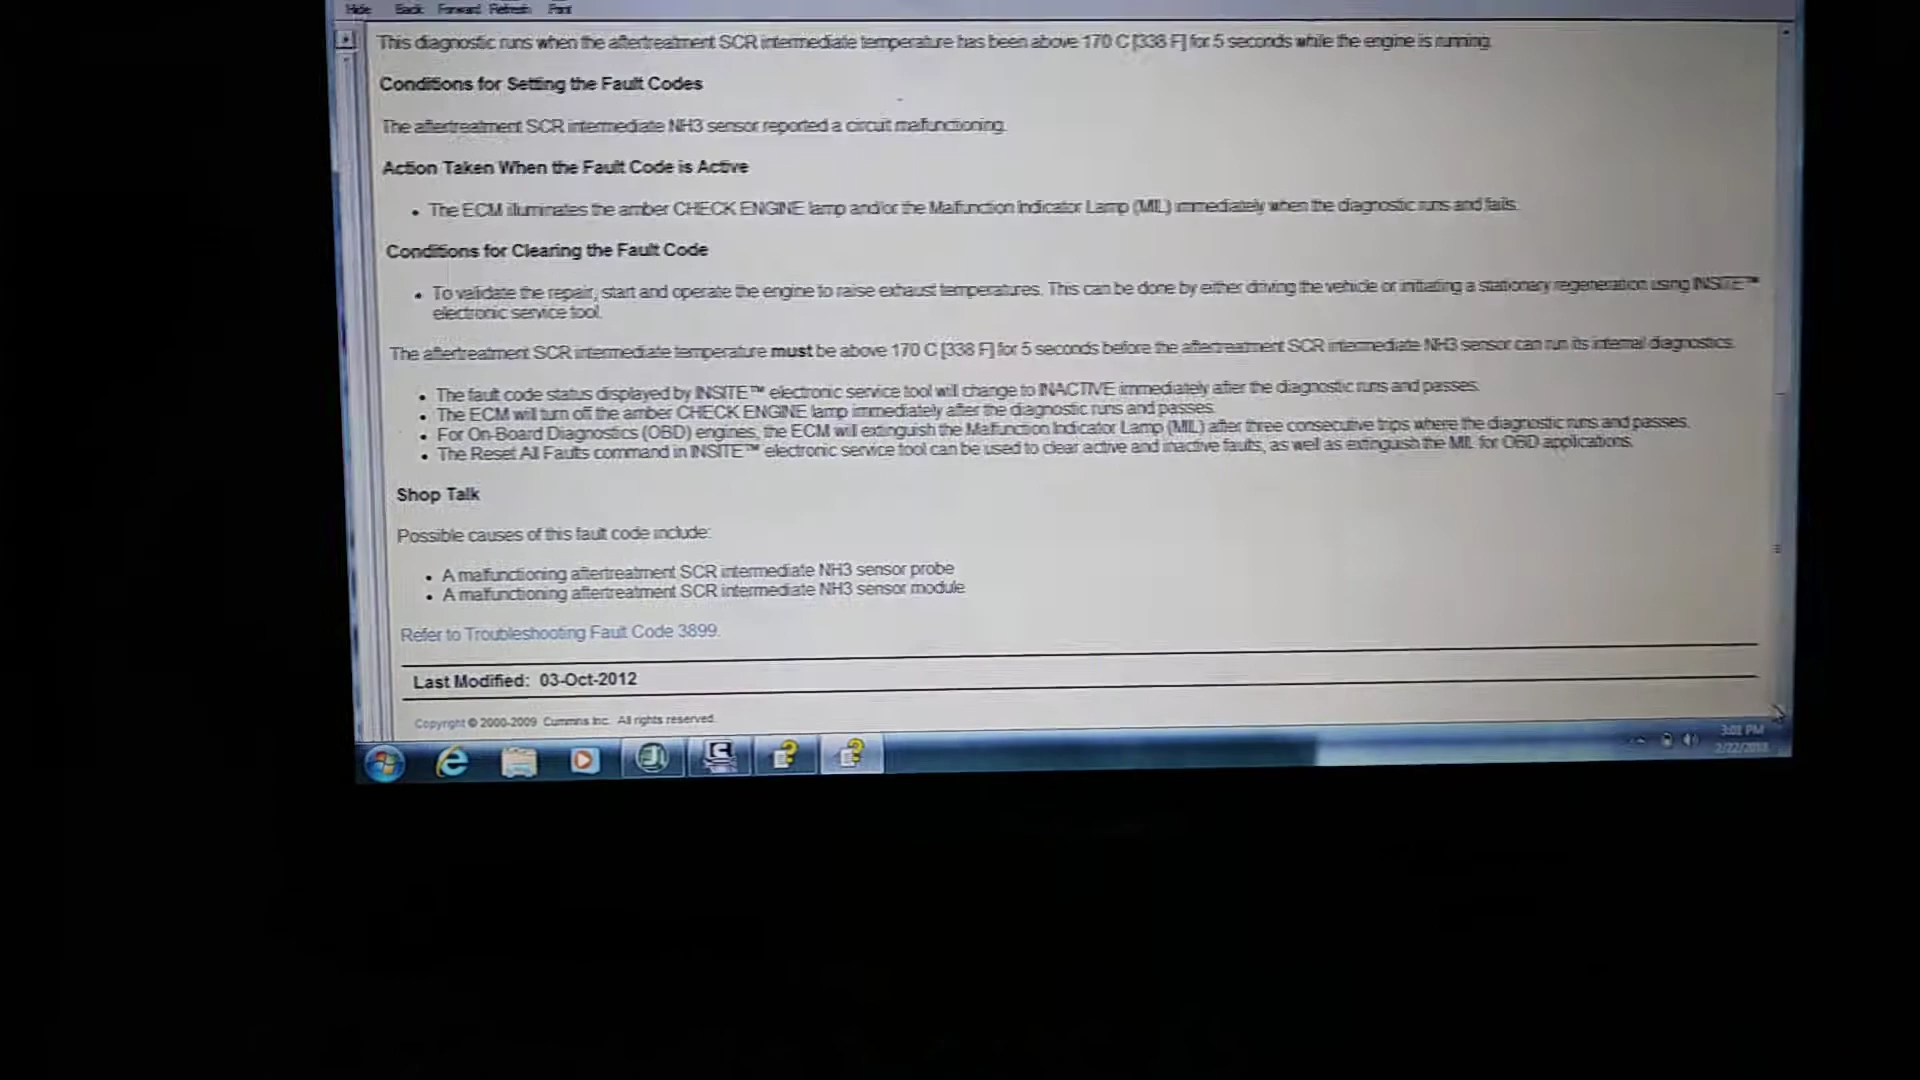 Hide Back Forward Refresh Print
This diagnostic runs when the aftertreatment SCR intermediate temperature has been above 170 C [338 F] for 5 seconds while the engine is running.
Conditions for Setting the Fault Codes
The aftertreatment SCR intermediate NH3 sensor reported a circuit malfunctioning.
Action Taken When the Fault Code is Active
• The ECM illuminates the amber CHECK ENGINE lamp and/or the Malfunction Indicator Lamp (MIL) immediately when the diagnostic runs and fails.
Conditions for Clearing the Fault Code
• To validate the repair, start and operate the engine to raise exhaust temperatures. This can be done by either driving the vehicle or initiating a stationary regeneration using INSITE™
electronic service tool.
The aftertreatment SCR intermediate temperature must be above 170 C [338 F] for 5 seconds before the aftertreatment SCR intermediate NH3 sensor can run its internal diagnostics.
• The fault code status displayed by INSITE™ electronic service tool will change to INACTIVE immediately after the diagnostic runs and passes.
• The ECM will turn off the amber CHECK ENGINE lamp immediately after the diagnostic runs and passes.
• For On-Board Diagnostics (OBD) engines, the ECM will extinguish the Malfunction Indicator Lamp (MIL) after three consecutive trips where the diagnostic runs and passes.
• The Reset All Faults command in INSITE™ electronic service tool can be used to clear active and inactive faults, as well as extinguish the MIL for OBD applications.
Shop Talk
Possible causes of this fault code include:
• A malfunctioning aftertreatment SCR intermediate NH3 sensor probe
• A malfunctioning aftertreatment SCR intermediate NH3 sensor module
Refer to Troubleshooting Fault Code 3899.
Last Modified: 03-Oct-2012
Copyright © 2000-2009 Cummins Inc. All rights reserved.
3:01 PM